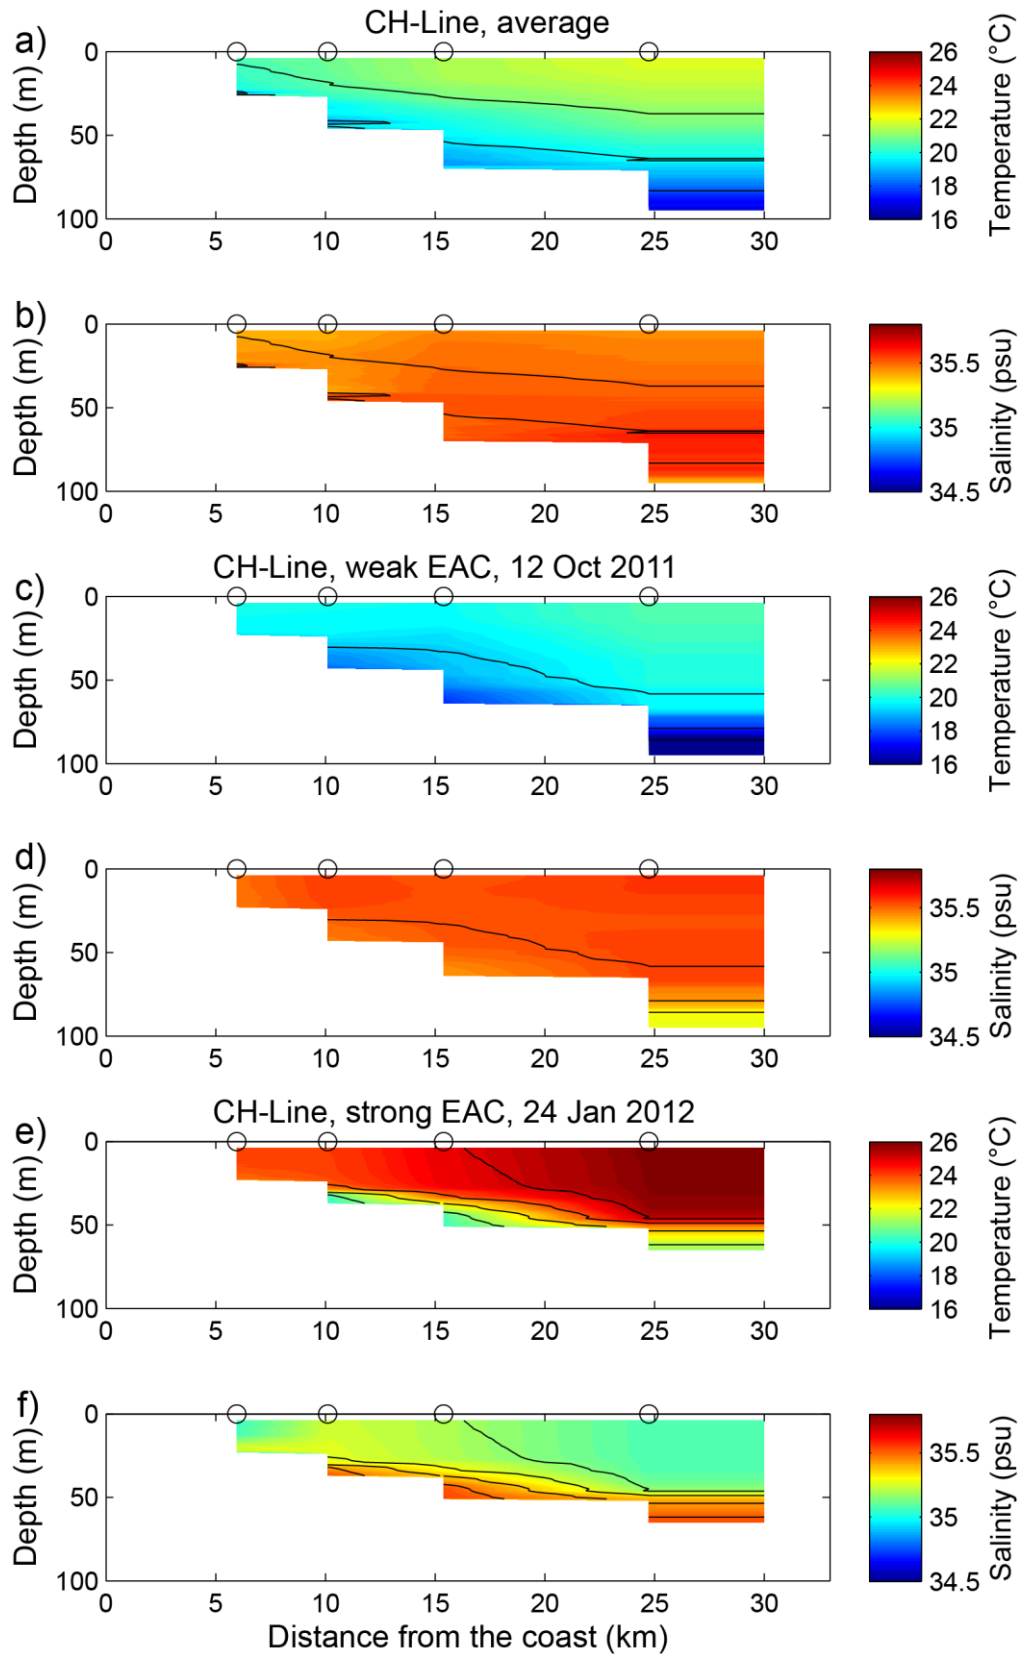 CH-Line, average
a)
Depth (m)
0
50
100
0 5 10 15 20 25 30
26
24
22
20
18
16
Temperature (°C)
b)
Depth (m)
0
50
100
0 5 10 15 20 25 30
35.5
35
34.5
Salinity (psu)
CH-Line, weak EAC, 12 Oct 2011
c)
Depth (m)
0
50
100
0 5 10 15 20 25 30
26
24
22
20
18
16
Temperature (°C)
d)
Depth (m)
0
50
100
0 5 10 15 20 25 30
35.5
35
34.5
Salinity (psu)
CH-Line, strong EAC, 24 Jan 2012
e)
Depth (m)
0
50
100
0 5 10 15 20 25 30
26
24
22
20
18
16
Temperature (°C)
f)
Depth (m)
0
50
100
0 5 10 15 20 25 30
Distance from the coast (km)
35.5
35
34.5
Salinity (psu)